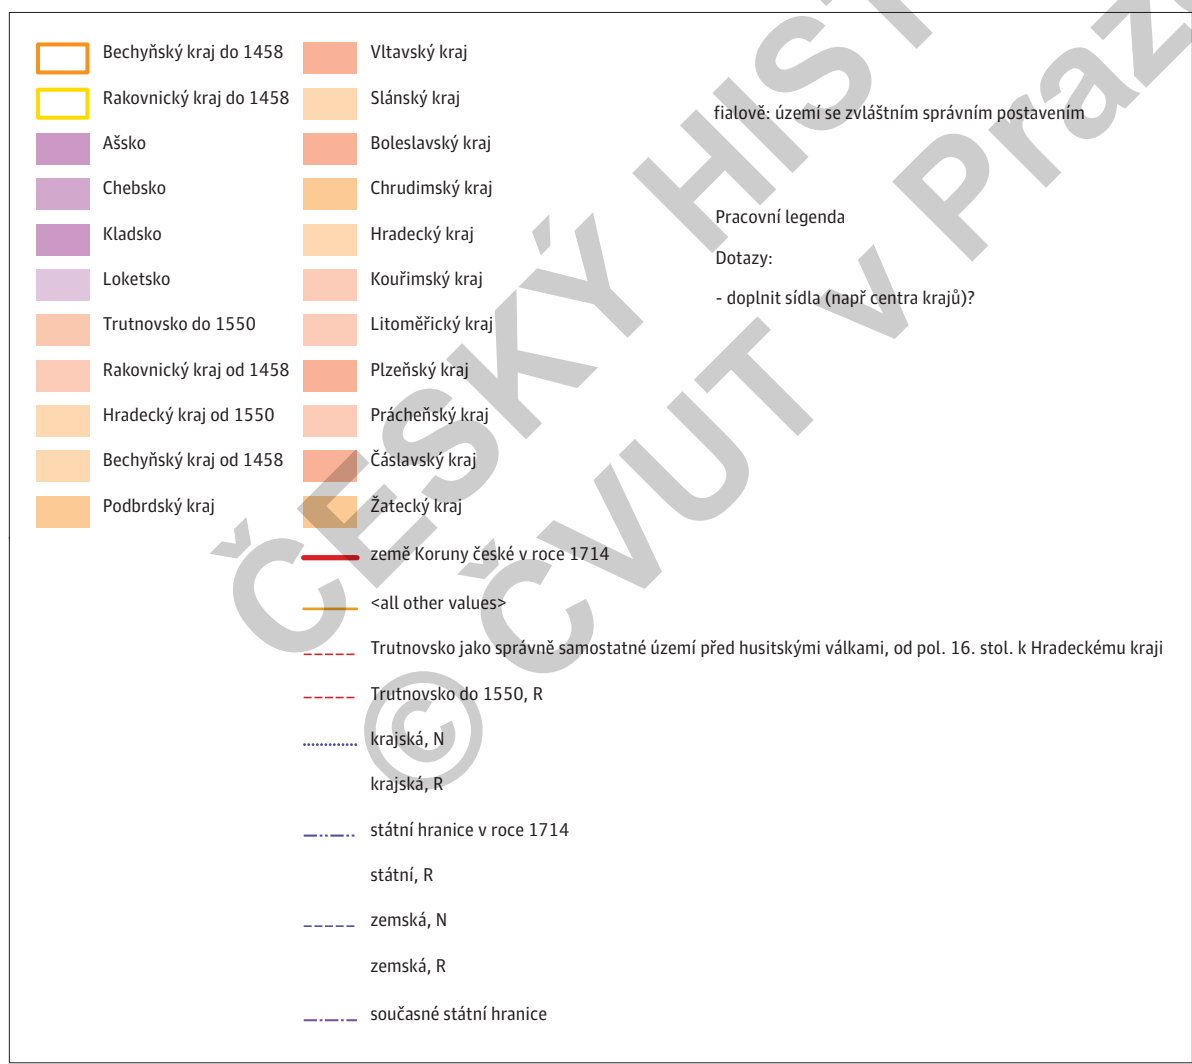 Bechyňský kraj do 1458
Rakovnický kraj do 1458
Ašsko
Chebsko
Kladsko
Loketsko
Trutnovsko do 1550
Rakovnický kraj od 1458
Hradecký kraj od 1550
Bechyňský kraj od 1458
Podbrdský kraj
Vltavský kraj
Slánský kraj
Boleslavský kraj
Chrudimský kraj
Hradecký kraj
Kouřimský kraj
Litoměřický kraj
Plzeňský kraj
Prácheňský kraj
Čáslavský kraj
Žatecký kraj
země Koruny české v roce 1714
<all other values>
Trutnovsko jako správně samostatné území před husitskými válkami, od pol. 16. stol. k Hradeckému kraji
Trutnovsko do 1550, R
krajská, N
krajská, R
státní hranice v roce 1714
státní, R
zemská, N
zemská, R
současné státní hranice
fialově: území se zvláštním správním postavením
Pracovní legenda
Dotazy:
- doplnit sídla (např centra krajů)?
ČESKÝ HIST
© ČVUT v Praz